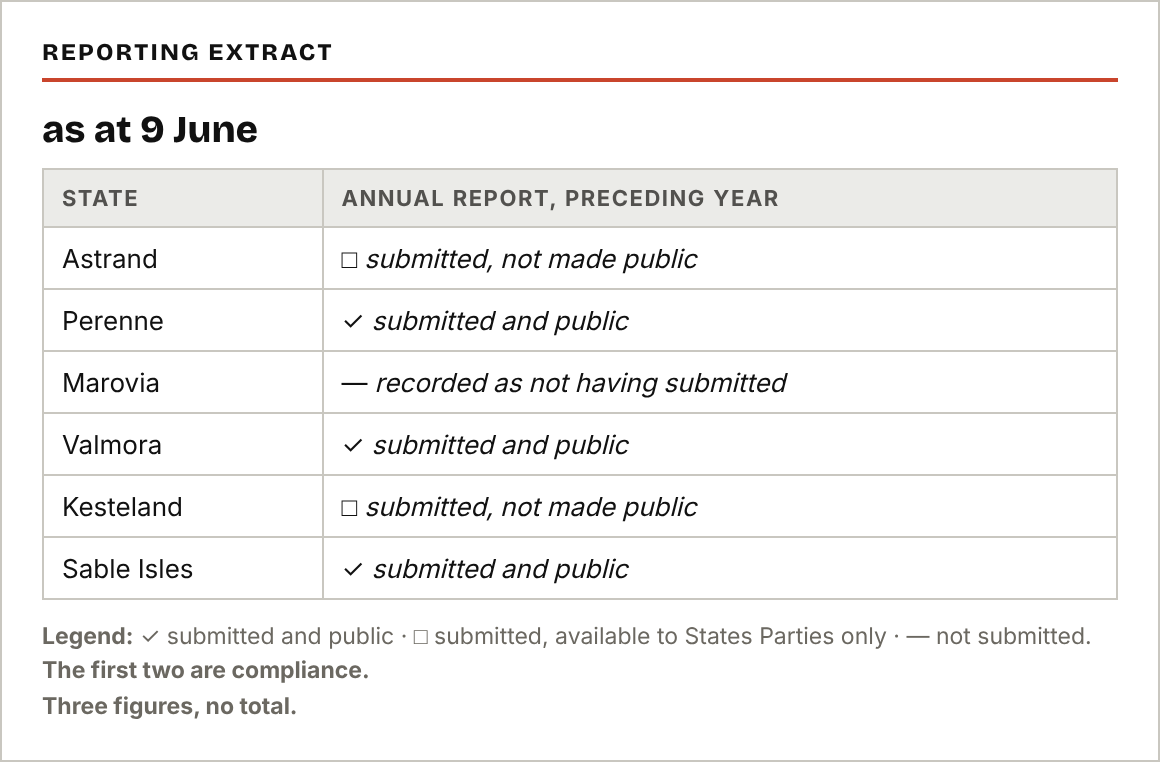 REPORTING EXTRACT
as at 9 June
STATE ANNUAL REPORT, PRECEDING YEAR
Astrand □ submitted, not made public
Perenne ✓ submitted and public
Marovia — recorded as not having submitted
Valmora ✓ submitted and public
Kesteland □ submitted, not made public
Sable Isles ✓ submitted and public
Legend: ✓ submitted and public · □ submitted, available to States Parties only · — not submitted.
The first two are compliance.
Three figures, no total.